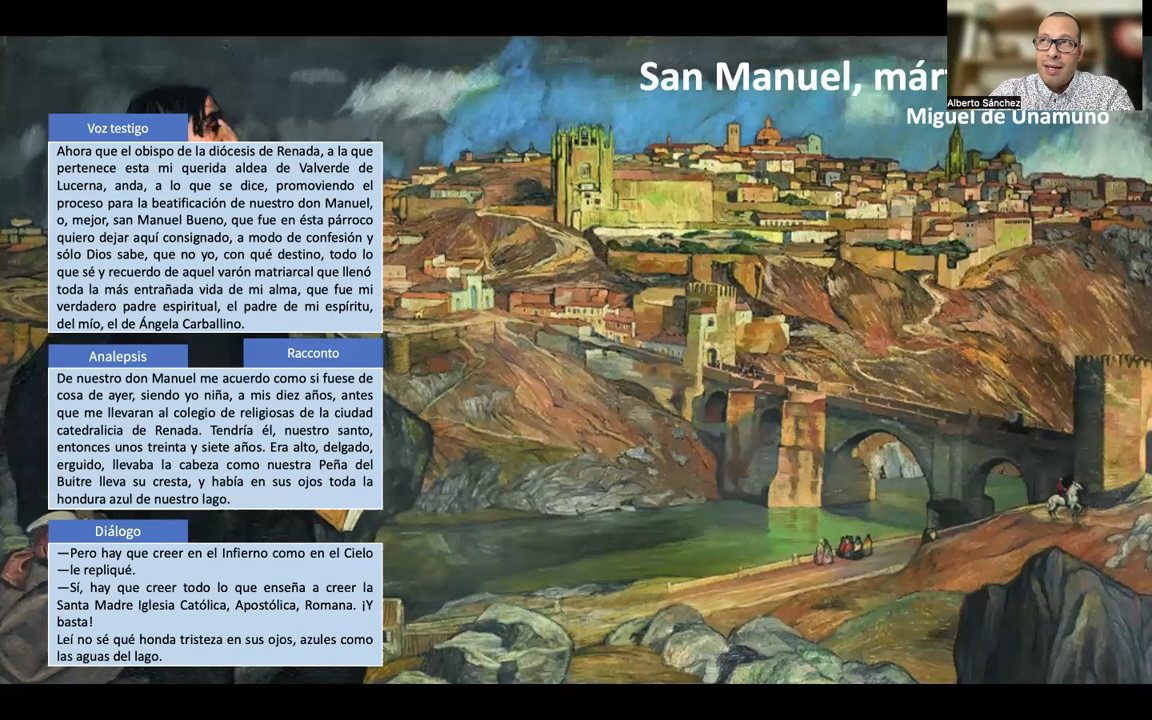 San Manuel, már
Miguel de Unamuno
Alberto Sánchez
Voz testigo
Ahora que el obispo de la diócesis de Renada, a la que
pertenece esta mi querida aldea de Valverde de
Lucerna, anda, a lo que se dice, promoviendo el
proceso para la beatificación de nuestro don Manuel,
o, mejor, san Manuel Bueno, que fue en ésta párroco
quiero dejar aquí consignado, a modo de confesión y
sólo Dios sabe, que no yo, con qué destino, todo lo
que sé y recuerdo de aquel varón matriarcal que llenó
toda la más entrañada vida de mi alma, que fue mi
verdadero padre espiritual, el padre de mi espíritu,
del mío, el de Ángela Carballino.
Analepsis
Racconto
De nuestro don Manuel me acuerdo como si fuese de
cosa de ayer, siendo yo niña, a mis diez años, antes
que me llevaran al colegio de religiosas de la ciudad
catedralicia de Renada. Tendría él, nuestro santo,
entonces unos treinta y siete años. Era alto, delgado,
erguido, llevaba la cabeza como nuestra Peña del
Buitre lleva su cresta, y había en sus ojos toda la
hondura azul de nuestro lago.
Diálogo
—Pero hay que creer en el Infierno como en el Cielo
—le repliqué.
—Sí, hay que creer todo lo que enseña a creer la
Santa Madre Iglesia Católica, Apostólica, Romana. ¡Y
basta!
Leí no sé qué honda tristeza en sus ojos, azules como
las aguas del lago.